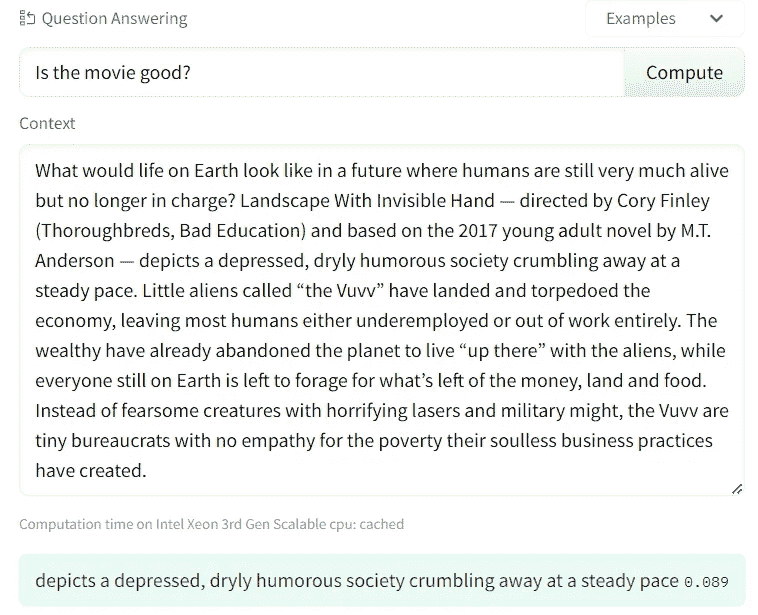 Question Answering
Examples
Is the movie good?
Compute
Context
What would life on Earth look like in a future where humans are still very much alive
but no longer in charge? Landscape With Invisible Hand — directed by Cory Finley
(Thoroughbreds, Bad Education) and based on the 2017 young adult novel by M.T.
Anderson — depicts a depressed, dryly humorous society crumbling away at a
steady pace. Little aliens called “the Vuvv” have landed and torpedoed the
economy, leaving most humans either underemployed or out of work entirely. The
wealthy have already abandoned the planet to live “up there” with the aliens, while
everyone still on Earth is left to forage for what’s left of the money, land and food.
Instead of fearsome creatures with horrifying lasers and military might, the Vuvv are
tiny bureaucrats with no empathy for the poverty their soulless business practices
have created.
Computation time on Intel Xeon 3rd Gen Scalable cpu: cached
depicts a depressed, dryly humorous society crumbling away at a steady pace 0.089